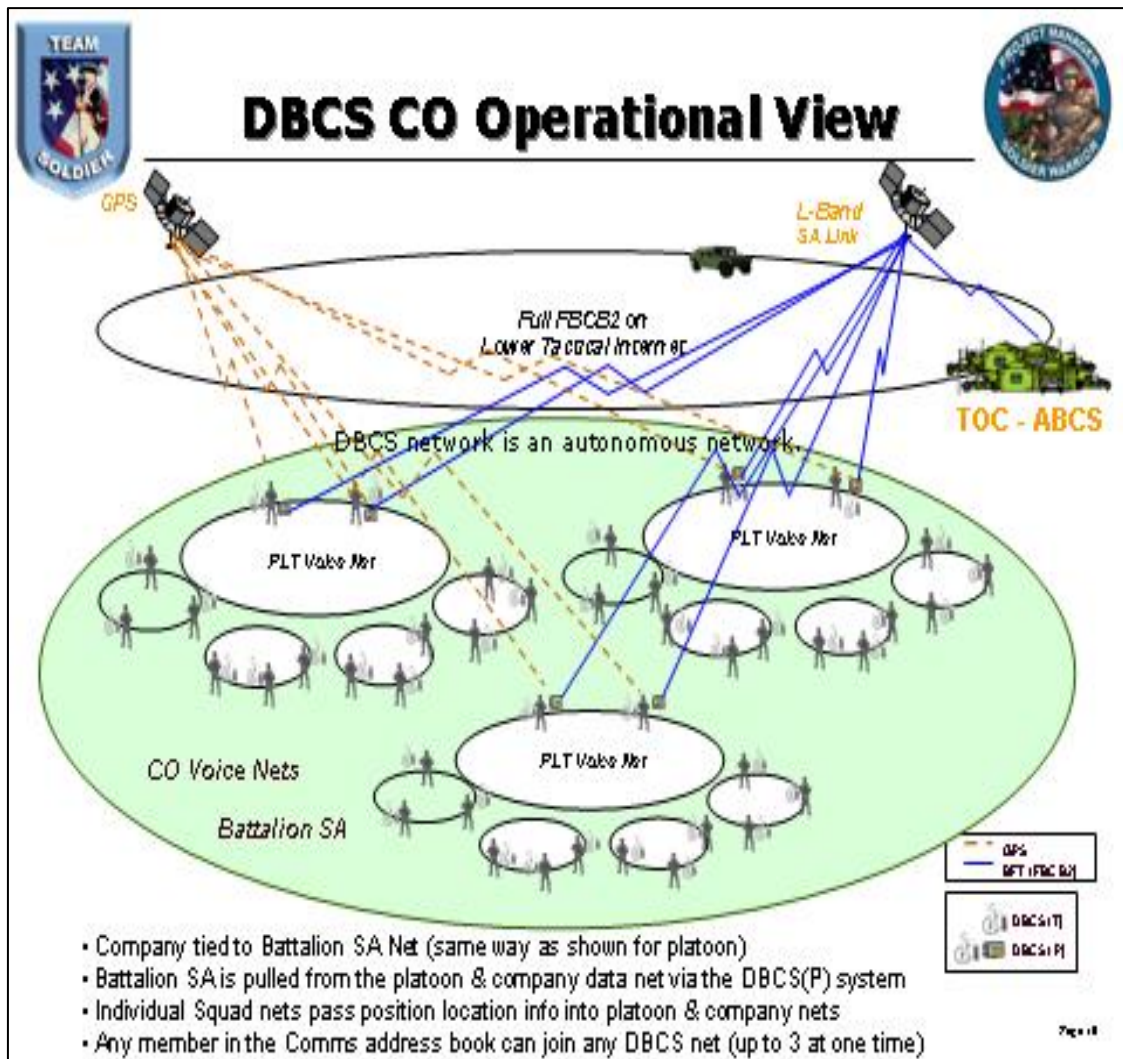 TEAM
SOLDIER
PROJECT MANAGER
SOLDIER WARRIOR
DBCS CO Operational View
GPS
L-Band
SA Link
Full FBCB2 on
Lower Tactical Internet
TOC - ABCS
DBCS network is an autonomous network.
PLT Voice Net
PLT Voice Net
PLT Voice Net
CO Voice Nets
Battalion SA
GPS
BFT (FBCB2)
DBCS(T)
DBCS(P)
• Company tied to Battalion SA Net (same way as shown for platoon)
• Battalion SA is pulled from the platoon & company data net via the DBCS(P) system
• Individual Squad nets pass position location info into platoon & company nets
• Any member in the Comms address book can join any DBCS net (up to 3 at one time)